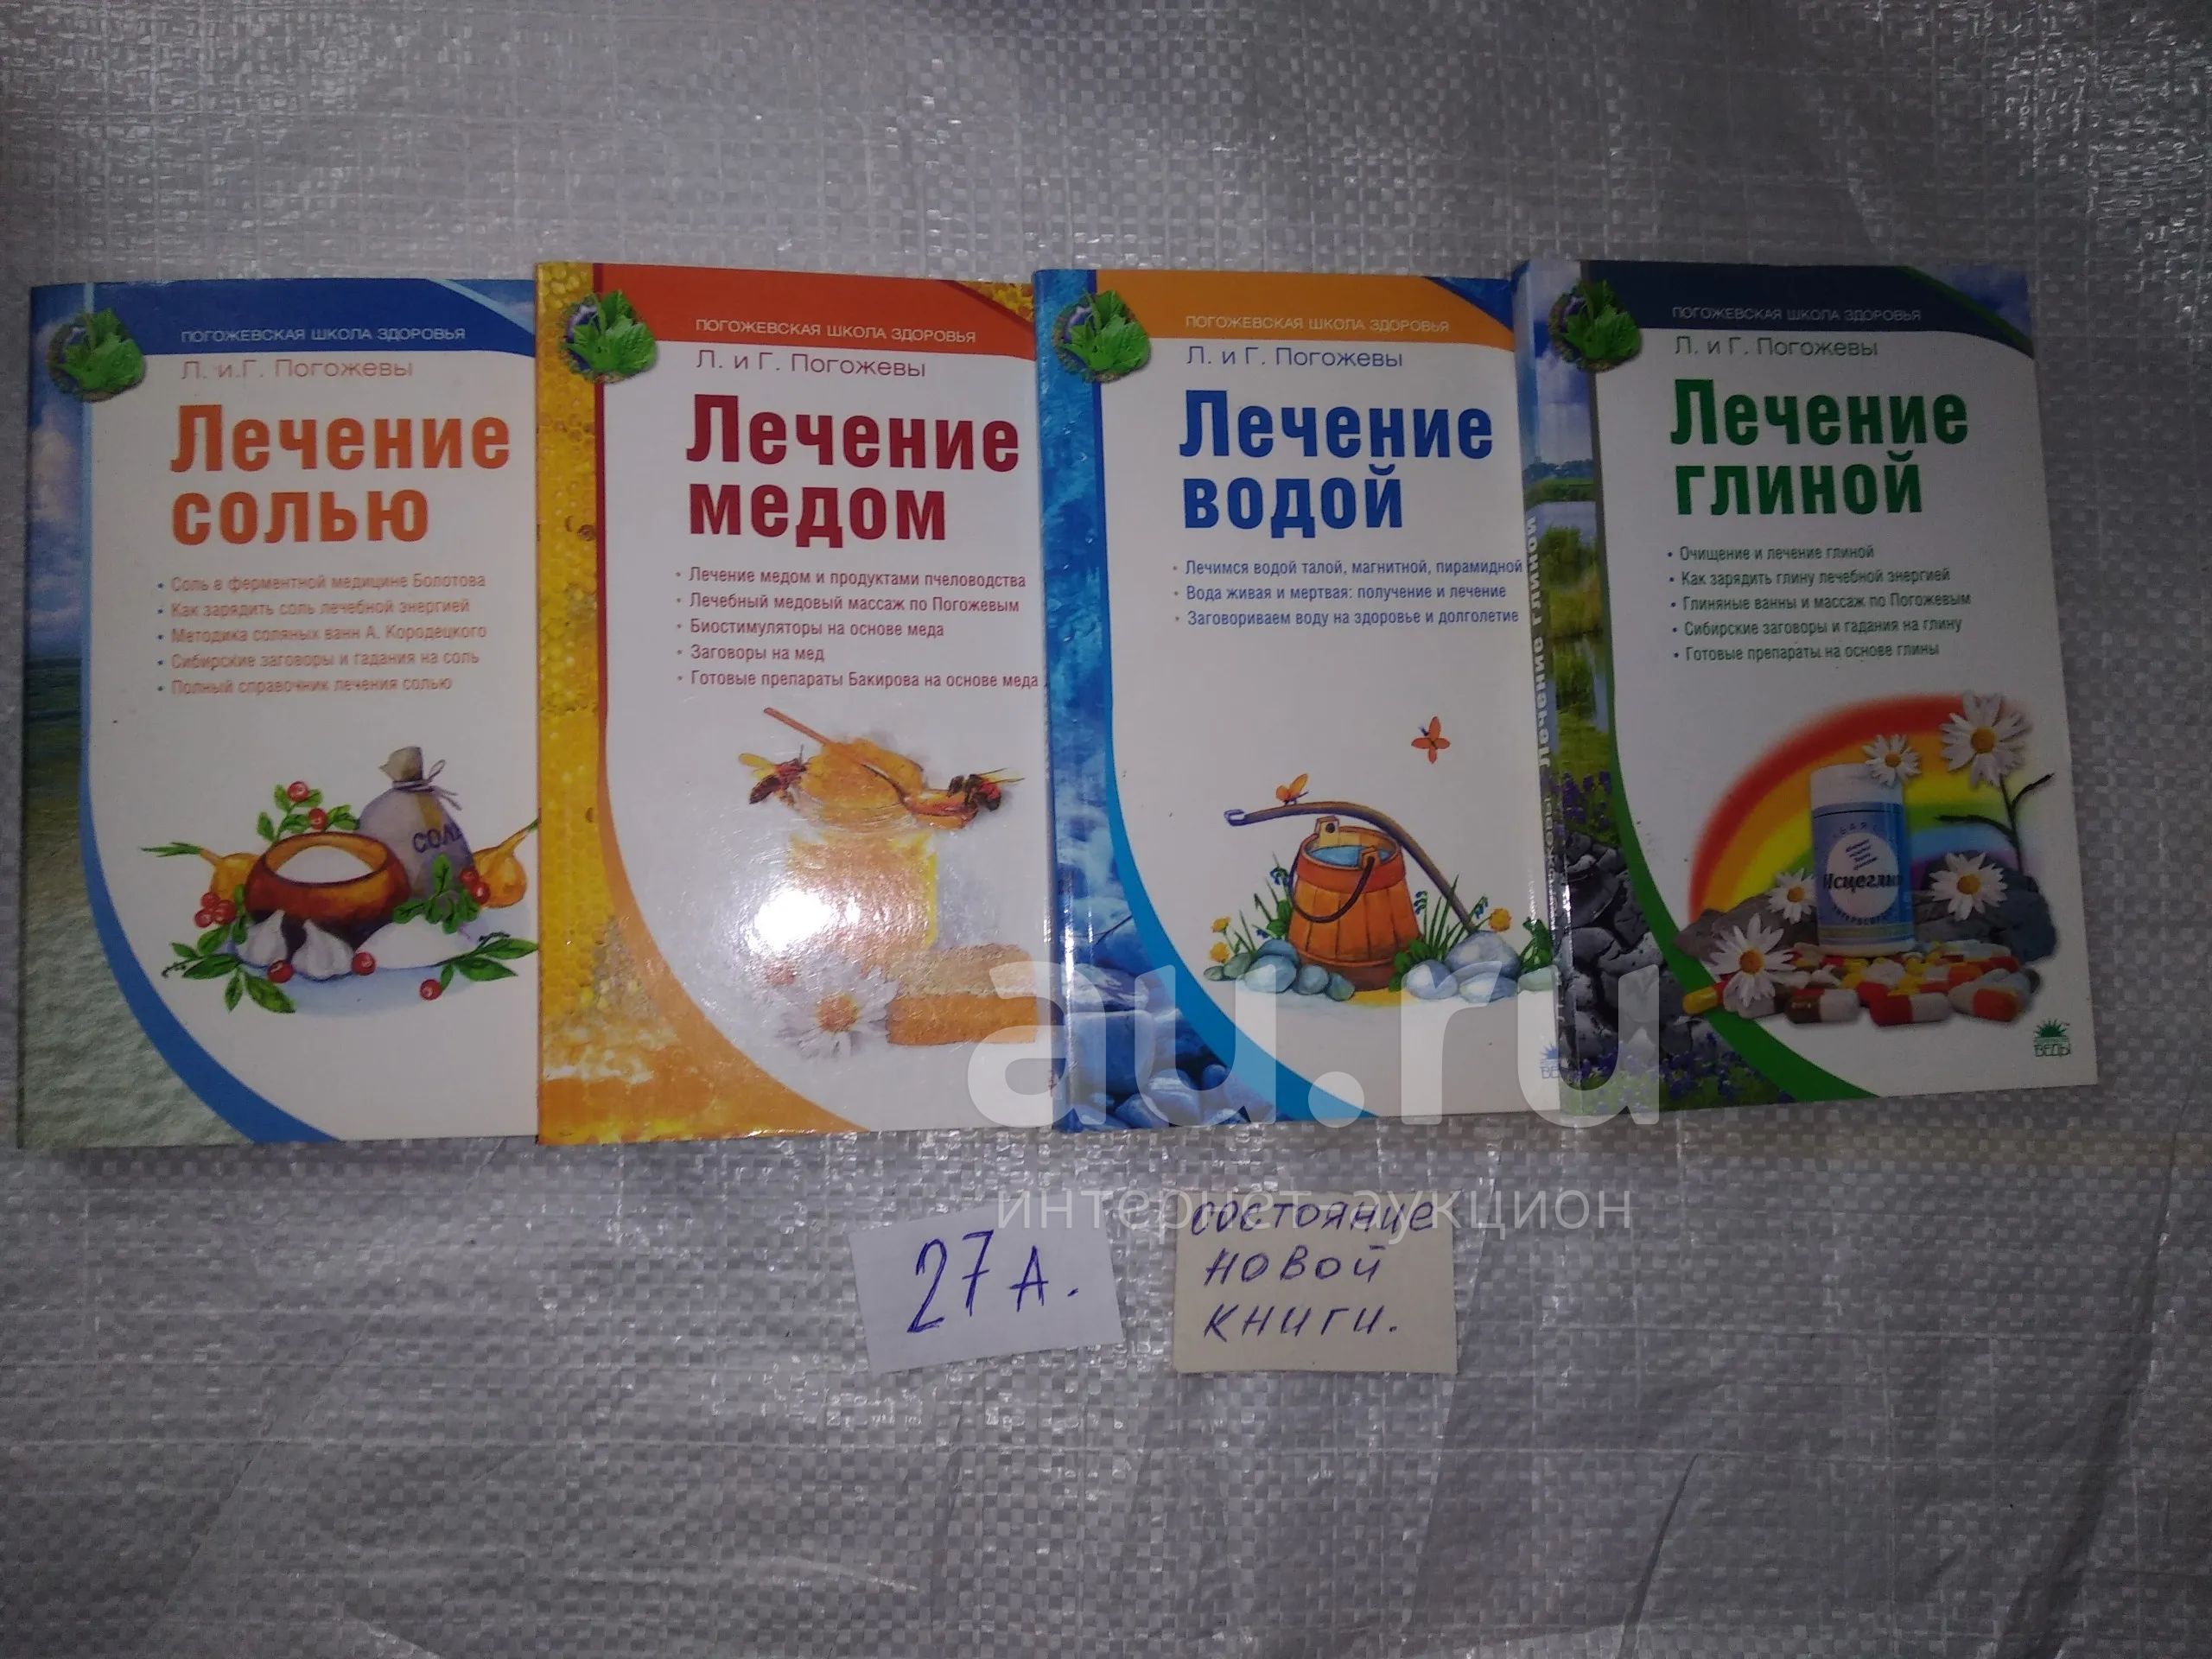 ПОГОЖЕВСКАЯ ШКОЛА ЗДОРОВЬЯ
Л. и Г. Погожевы
Лечение
солью
• Соль в ферментной медицине Болотова
• Как зарядить соль лечебной энергией
• Методика соляных ванн А. Кородецкого
• Сибирские заговоры и гадания на соль
• Полный справочник лечения солью
СОЛЬ
ПОГОЖЕВСКАЯ ШКОЛА ЗДОРОВЬЯ
Л. и Г. Погожевы
Лечение
медом
• Лечение медом и продуктами пчеловодства
• Лечебный медовый массаж по Погожевым
• Биостимуляторы на основе меда
• Заговоры на мед
• Готовые препараты Бакирова на основе меда
ПОГОЖЕВСКАЯ ШКОЛА ЗДОРОВЬЯ
Л. и Г. Погожевы
Лечение
водой
• Лечимся водой талой, магнитной, пирамидной
• Вода живая и мертвая: получение и лечение
• Заговориваем воду на здоровье и долголетие
Лечение глиной
ПОГОЖЕВСКАЯ ШКОЛА ЗДОРОВЬЯ
Л. и Г. Погожевы
Лечение
глиной
• Очищение и лечение глиной
• Как зарядить глину лечебной энергией
• Глиняные ванны и массаж по Погожевым
• Сибирские заговоры и гадания на глину
• Готовые препараты на основе глины
ВЕДЫ
au.ru
интернет-аукцион
27 А.
СОСТОЯНИЕ
НОВОЙ
КНИГИ.